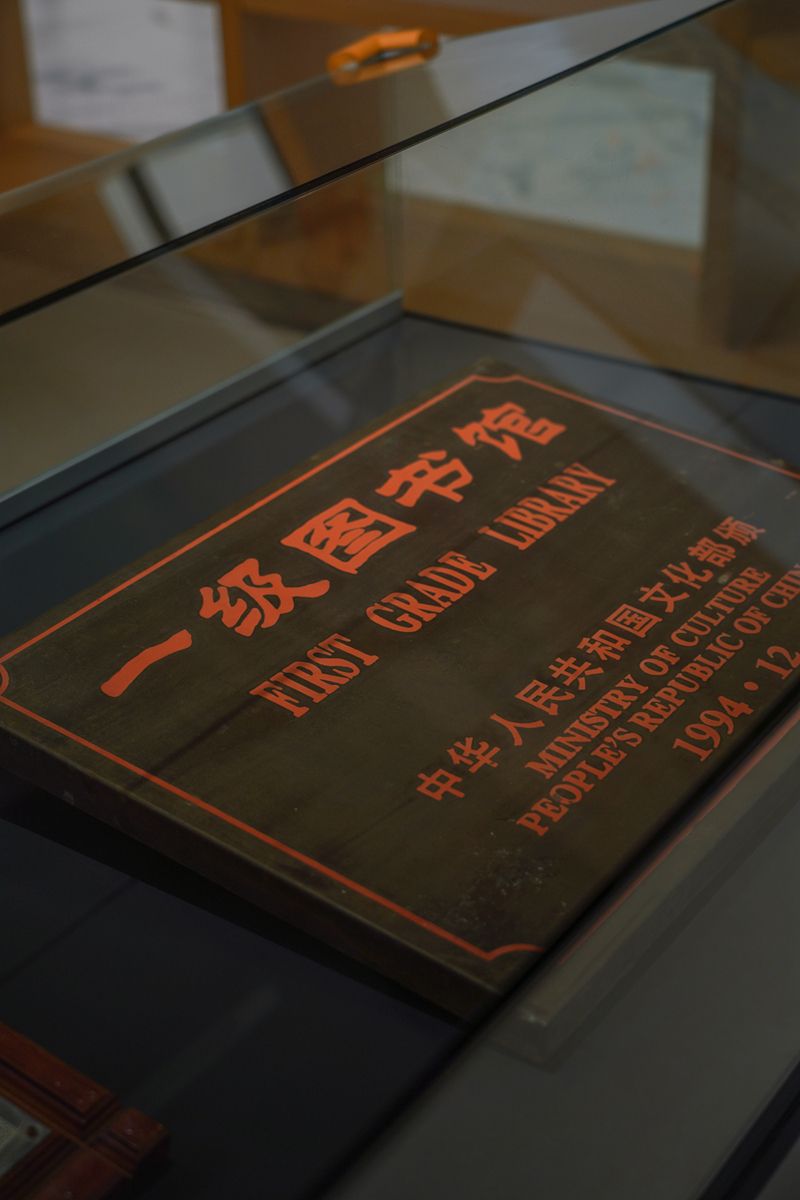 一级图书馆
FIRST GRADE LIBRARY
中华人民共和国文化部颁
MINISTRY OF CULTURE
PEOPLE'S REPUBLIC OF CHIN
1994·12